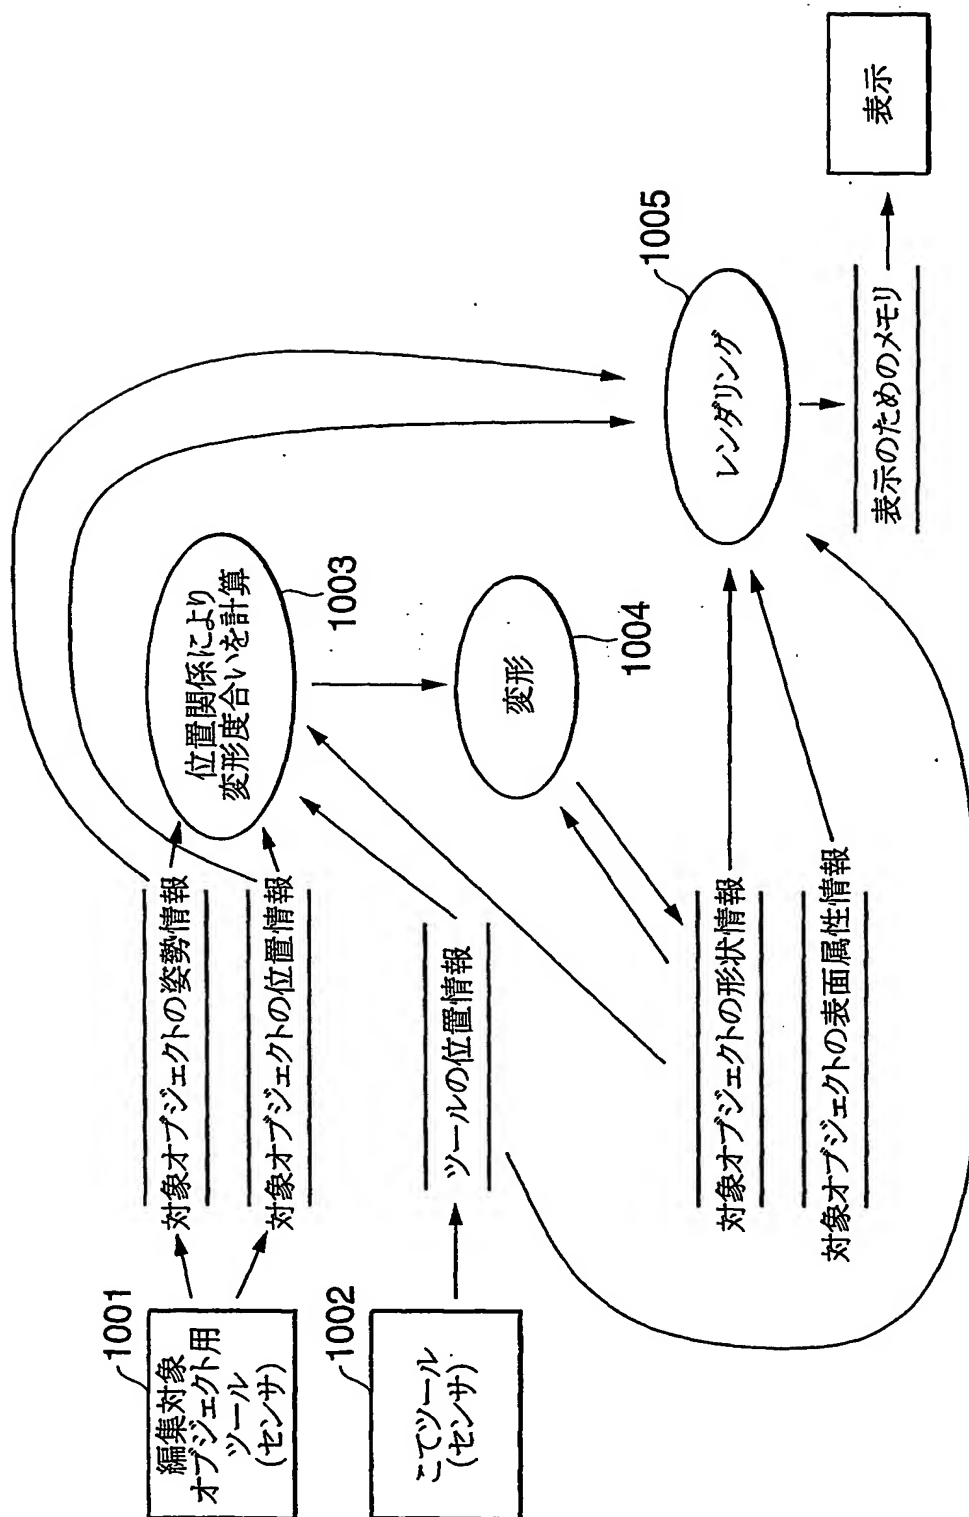 1001
編集対象
オブジェクト用
ツール
(センサ)
対象オブジェクトの姿勢情報
対象オブジェクトの位置情報
位置関係により
変形度合いを計算
1003
1002
こてツール
(センサ)
ツールの位置情報
変形
1004
対象オブジェクトの形状情報
対象オブジェクトの表面属性情報
レンダリング
1005
表示のためのメモリ
表示